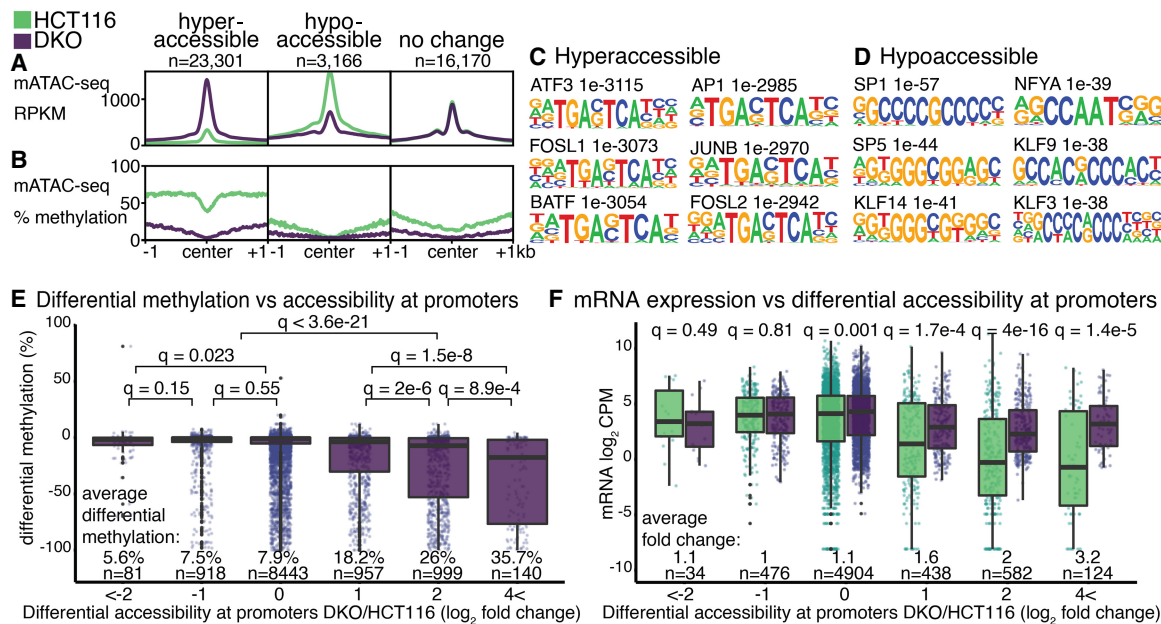 HCT116
DKO
hyper-
accessible
n=23,301
hypo-
accessible
n=3,166
no change
n=16,170
A
mATAC-seq
RPKM
1000
0
B
mATAC-seq
% methylation
100
50
0
-1 center +1 -1 center +1 -1 center +1kb
C Hyperaccessible
ATF3 1e-3115 AP1 1e-2985
FOSL1 1e-3073 JUNB 1e-2970
BATF 1e-3054 FOSL2 1e-2942
D Hypoaccessible
SP1 1e-57 NFYA 1e-39
SP5 1e-44 KLF9 1e-38
KLF14 1e-41 KLF3 1e-38
E Differential methylation vs accessibility at promoters
differential methylation (%)
100
50
0
-50
-100
q < 3.6e-21
q = 0.023 q = 1.5e-8
q = 0.15 q = 0.55 q = 2e-6 q = 8.9e-4
average
differential
methylation:
5.6% 7.5% 7.9% 18.2% 26% 35.7%
n=81 n=918 n=8443 n=957 n=999 n=140
<-2 -1 0 1 2 4<
Differential accessibility at promoters DKO/HCT116 (log2 fold change)
F mRNA expression vs differential accessibility at promoters
mRNA log2 CPM
10
5
0
-5
-10
q = 0.49 q = 0.81 q = 0.001 q = 1.7e-4 q = 4e-16 q = 1.4e-5
average
fold change:
1.1 1 1.1 1.6 2 3.2
n=34 n=476 n=4904 n=438 n=582 n=124
<-2 -1 0 1 2 4<
Differential accessibility at promoters DKO/HCT116 (log2 fold change)